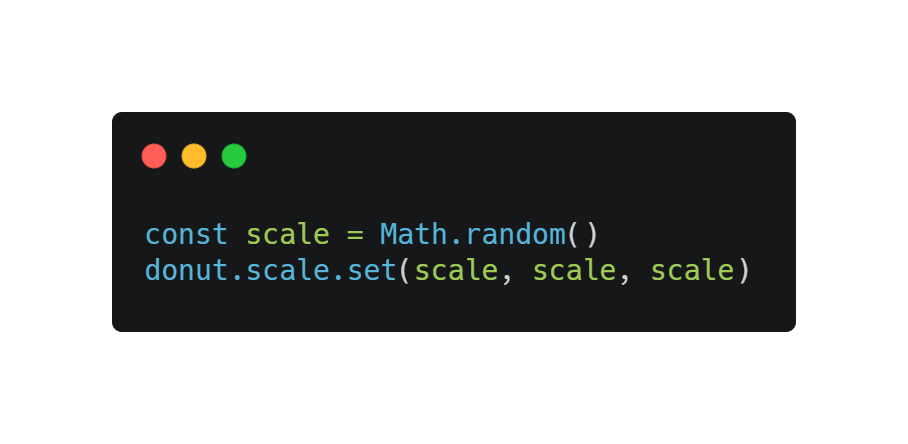 const scale = Math.random()
donut.scale.set(scale, scale, scale)